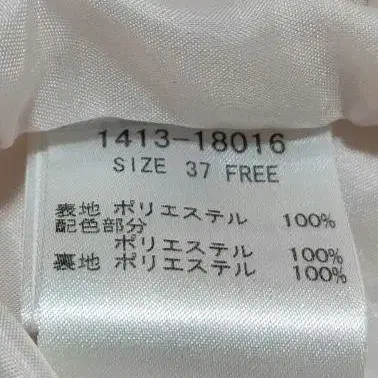 1413-18016
SIZE 37 FREE
表地 ポリエステル 100%
配色部分
ポリエステル 100%
裏地 ポリエステル 100%